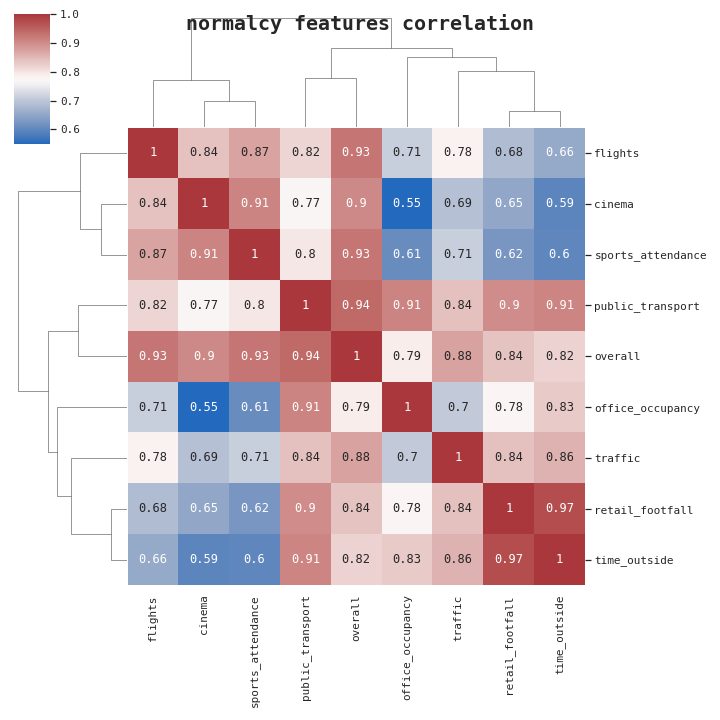 normalcy features correlation
1.0
0.9
0.8
0.7
0.6
1 0.84 0.87 0.82 0.93 0.71 0.78 0.68 0.66 flights
0.84 1 0.91 0.77 0.9 0.55 0.69 0.65 0.59 cinema
0.87 0.91 1 0.8 0.93 0.61 0.71 0.62 0.6 sports_attendance
0.82 0.77 0.8 1 0.94 0.91 0.84 0.9 0.91 public_transport
0.93 0.9 0.93 0.94 1 0.79 0.88 0.84 0.82 overall
0.71 0.55 0.61 0.91 0.79 1 0.7 0.78 0.83 office_occupancy
0.78 0.69 0.71 0.84 0.88 0.7 1 0.84 0.86 traffic
0.68 0.65 0.62 0.9 0.84 0.78 0.84 1 0.97 retail_footfall
0.66 0.59 0.6 0.91 0.82 0.83 0.86 0.97 1 time_outside
flights
cinema
sports_attendance
public_transport
overall
office_occupancy
traffic
retail_footfall
time_outside